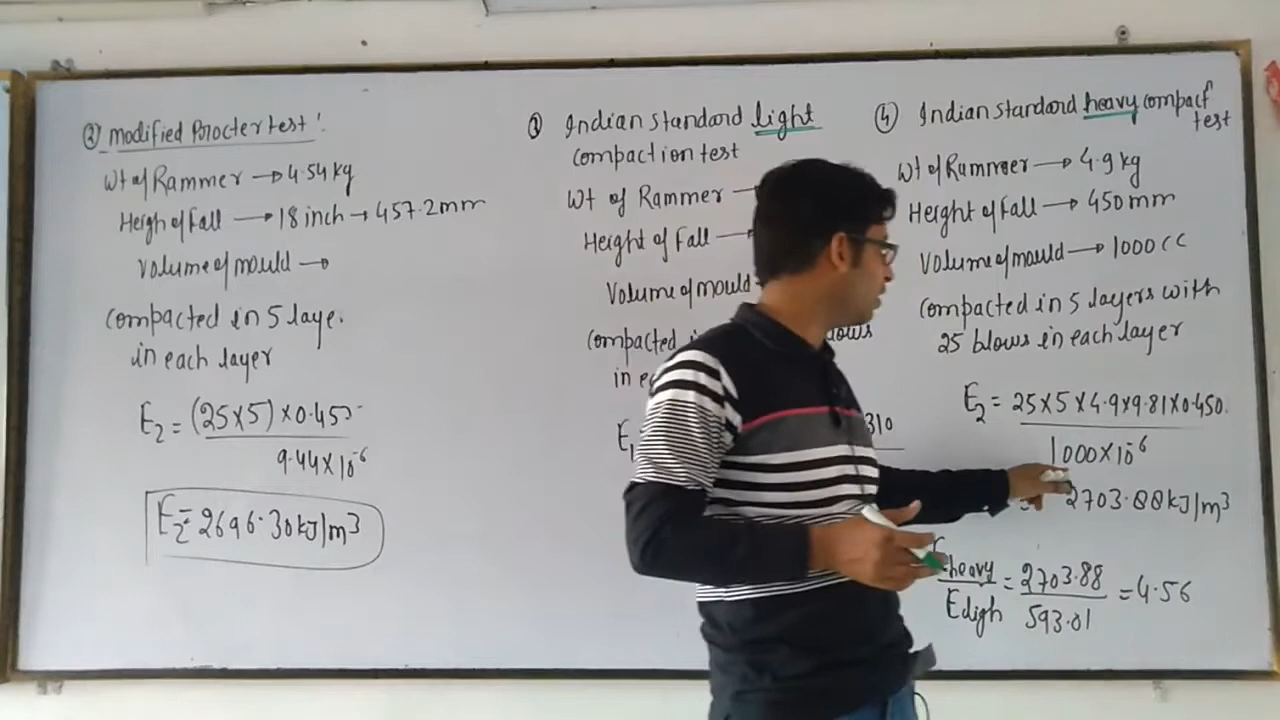 ② Modified Procter test!
Wt of Rammer → 4.54 kg
Heigh of Fall → 18 inch → 457.2mm
Volume of mould →
compacted in 5 laye.
in each layer
E₂ = (25×5)×0.45
9.44×10⁻⁶
E₂ = 2696.30 kJ/m³
③ Indian standard light
compaction test
Wt of Rammer →
Height of Fall →
Volume of mould
compacted
in
E₁
310
④ Indian standard heavy compact
test
Wt of Rammer → 4.9 kg
Height of Fall → 450 mm
Volume of mould → 1000 cc
compacted in 5 layers with
25 blows in each layer
E₂ = 25×5×4.9×9.81×0.450
1000×10⁻⁶
2703.88 kJ/m³
Eheavy/Eligh = 2703.88/593.01 = 4.56